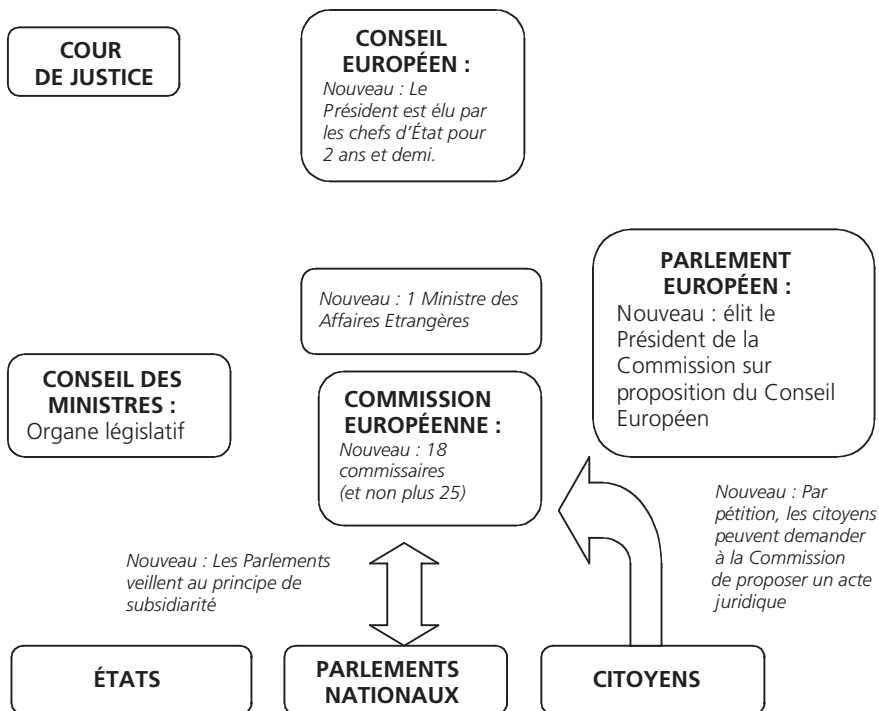 COUR
DE JUSTICE
CONSEIL
EUROPÉEN :
Nouveau : Le
Président est élu par
les chefs d’État pour
2 ans et demi.
Nouveau : 1 Ministre des
Affaires Etrangères
PARLEMENT
EUROPÉEN :
Nouveau : élit le
Président de la
Commission sur
proposition du Conseil
Européen
CONSEIL DES
MINISTRES :
Organe législatif
COMMISSION
EUROPÉENNE :
Nouveau : 18
commissaires
(et non plus 25)
Nouveau : Par
pétition, les citoyens
peuvent demander
à la Commission
de proposer un acte
juridique
Nouveau : Les Parlements
veillent au principe de
subsidiarité
ÉTATS
PARLEMENTS
NATIONAUX
CITOYENS